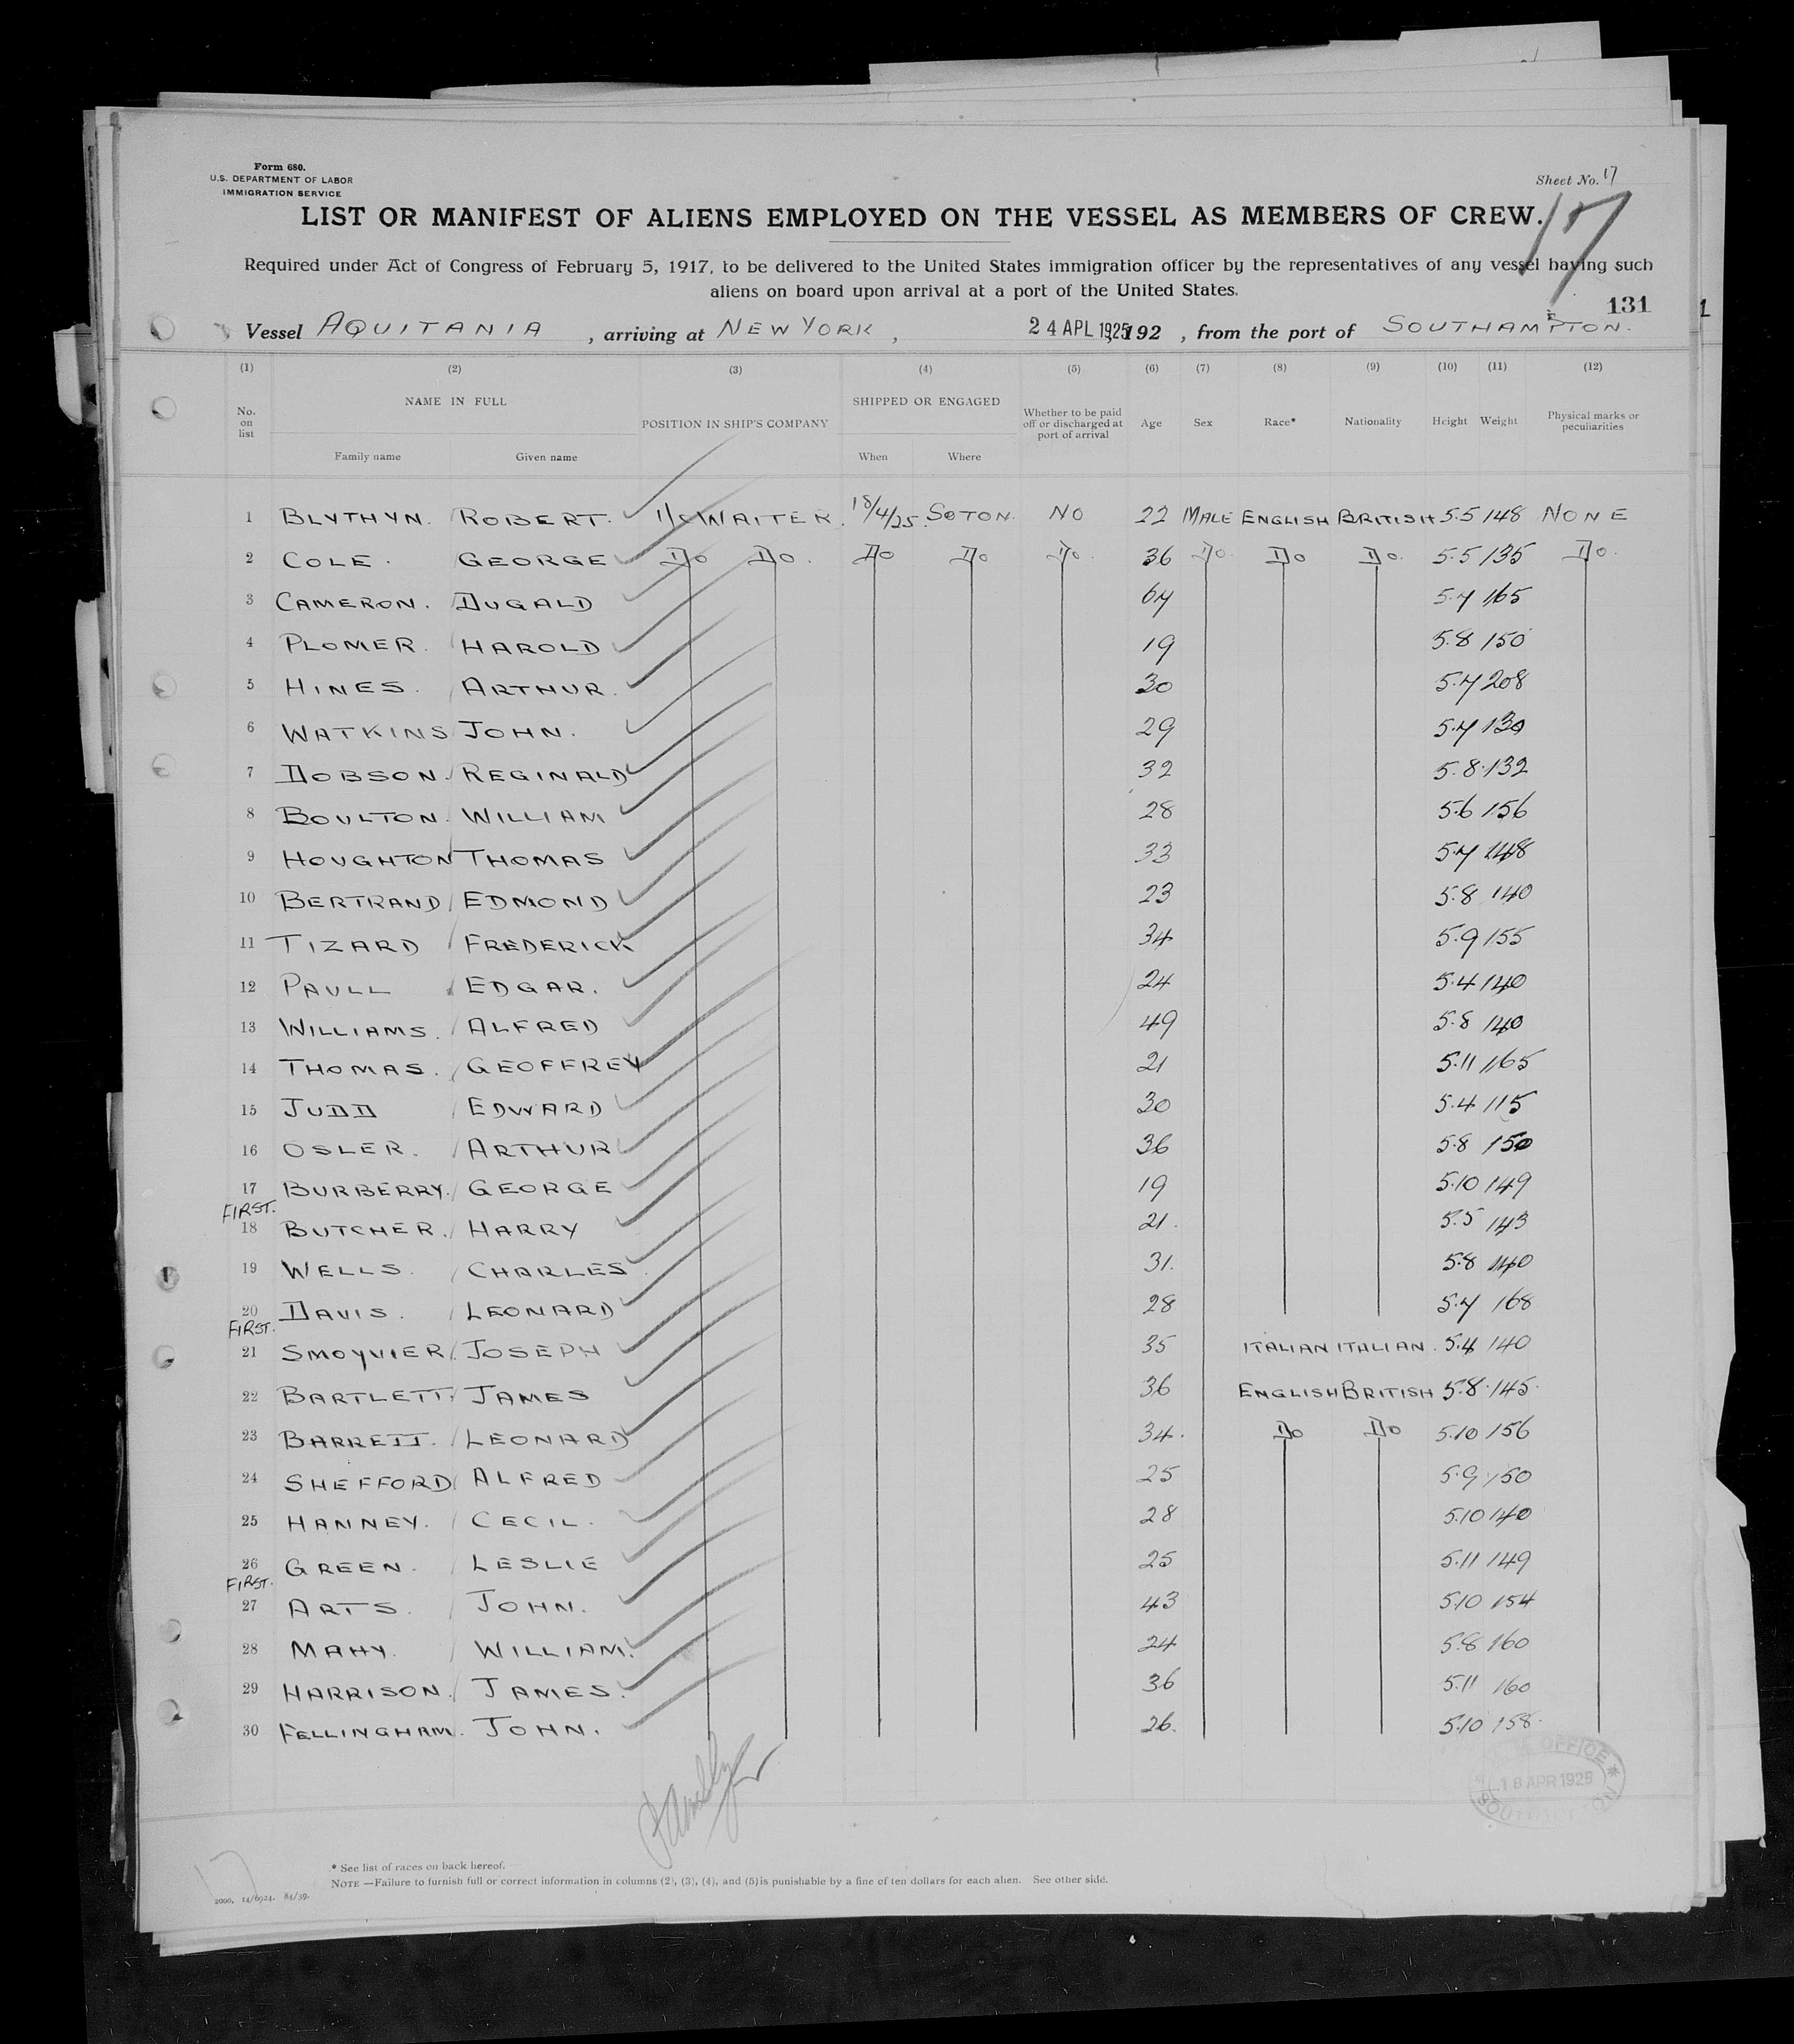 Form 680.
U.S. DEPARTMENT OF LABOR
IMMIGRATION SERVICE
Sheet No. 17
LIST OR MANIFEST OF ALIENS EMPLOYED ON THE VESSEL AS MEMBERS OF CREW.
17
Required under Act of Congress of February 5, 1917, to be delivered to the United States immigration officer by the representatives of any vessel having such
aliens on board upon arrival at a port of the United States.
131
Vessel AQUITANIA , arriving at NEW YORK , 24 APL 1925 192 , from the port of SOUTHAMPTON.
(1) (2) (3) (4) (5) (6) (7) (8) (9) (10) (11) (12)
No. on list NAME IN FULL POSITION IN SHIP'S COMPANY SHIPPED OR ENGAGED Whether to be paid off or discharged at port of arrival Age Sex Race* Nationality Height Weight Physical marks or peculiarities
Family name Given name When Where
1 BLYTHYN. ROBERT. 1/C WAITER. 18/4/25. SOTON. NO 22 MALE ENGLISH BRITISH 5.5 148 NONE
2 COLE. GEORGE Do Do. Do Do Do. 36 Do. Do Do. 5.5 135 Do.
3 CAMERON. DUGALD 64 5.7 165
4 PLOMER. HAROLD 19 5.8 150
5 HINES. ARTHUR. 30 5.7 208
6 WATKINS JOHN. 29 5.7 130
7 DOBSON. REGINALD 32 5.8 132
8 BOULTON. WILLIAM 28 5.6 156
9 HOUGHTON THOMAS 33 5.7 148
10 BERTRAND EDMOND 23 5.8 140
11 TIZARD FREDERICK 34 5.9 155
12 PAULL EDGAR. 24 5.4 140
13 WILLIAMS. ALFRED 49 5.8 140
14 THOMAS. GEOFFREY 21 5.11 165
15 JUDD EDWARD 30 5.4 115
16 OSLER. ARTHUR 36 5.8 150
17 BURBERRY. GEORGE 19 5.10 149
FIRST.
18 BUTCHER. HARRY 21. 5.5 143
19 WELLS. CHARLES 31. 5.8 140
20 DAVIS. LEONARD 28 5.7 168
FIRST.
21 SMOYVIER. JOSEPH 35 ITALIAN ITALIAN. 5.4 140
22 BARTLETT. JAMES 36 ENGLISH BRITISH 5.8 145
23 BARRETT. LEONARD 34. Do Do 5.10 156
24 SHEFFORD ALFRED 25 5.9 150
25 HANNEY. CECIL. 28 5.10 140
26 GREEN. LESLIE 25 5.11 149
FIRST.
27 ARTS. JOHN. 43 5.10 154
28 MAHY. WILLIAM. 24 5.8 160
29 HARRISON. JAMES. 36 5.11 160
30 FELLINGHAM. JOHN. 26. 5.10 158
OFFICE
18 APR 1925
* See list of races on back hereof.
NOTE —Failure to furnish full or correct information in columns (2), (3), (4), and (5) is punishable by a fine of ten dollars for each alien. See other side.
17
2000. 14/6924. 84/39.